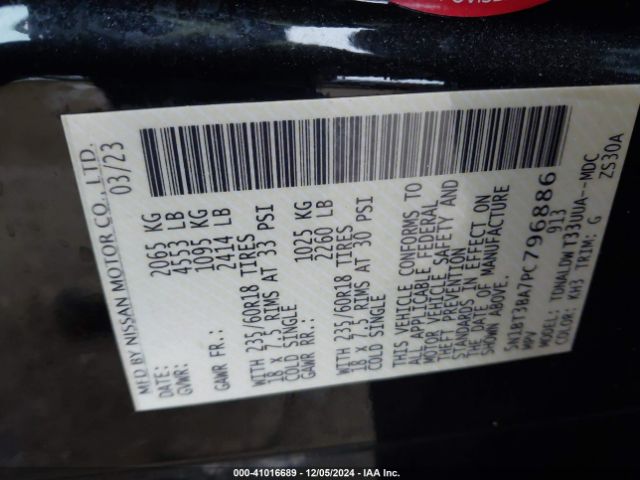 MFD BY NISSAN MOTOR CO., LTD.
DATE: 03/23
GVWR: 2065 KG
4553 LB
GAWR FR.: 1095 KG
2414 LB
WITH 235/60R18 TIRES
18 X 7.5 RIMS AT 33 PSI
COLD SINGLE
GAWR RR.: 1025 KG
2260 LB
WITH 235/60R18 TIRES
18 X 7.5 RIMS AT 30 PSI
COLD SINGLE
THIS VEHICLE CONFORMS TO
ALL APPLICABLE FEDERAL
MOTOR VEHICLE SAFETY AND
THEFT PREVENTION
STANDARDS IN EFFECT ON
THE DATE OF MANUFACTURE
SHOWN ABOVE.
5N1BT3BA7PC796886
MPV 913
MODEL: TDNALDWT33UUA--MDC
COLOR: KH3 TRIM: G ZS30A
000-41016689 - 12/05/2024 - IAA Inc.